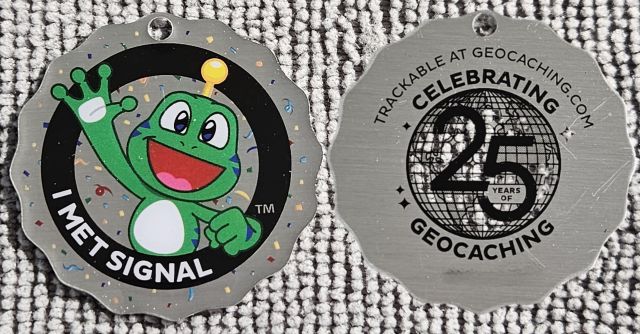 I MET SIGNAL
TM
TRACKABLE AT GEOCACHING.COM
CELEBRATING
25
YEARS
OF
GEOCACHING